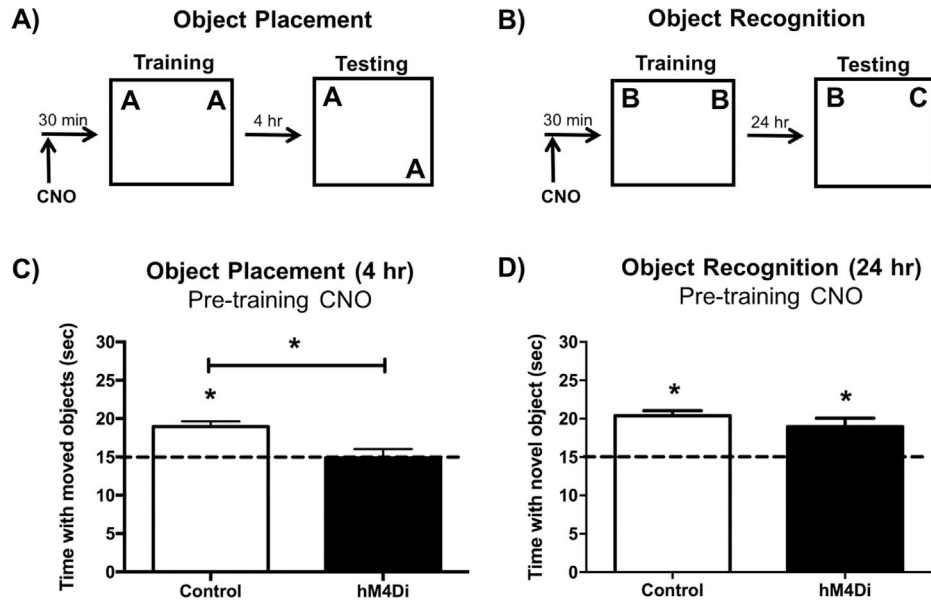 A) Object Placement
Training Testing
A A
A
A
30 min
4 hr
CNO
B) Object Recognition
Training Testing
B B
B C
30 min
24 hr
CNO
C) Object Placement (4 hr)
Pre-training CNO
Time with moved objects (sec)
30
25
20
15
10
5
0
*
*
Control hM4Di
D) Object Recognition (24 hr)
Pre-training CNO
Time with novel object (sec)
30
25
20
15
10
5
0
* *
Control hM4Di